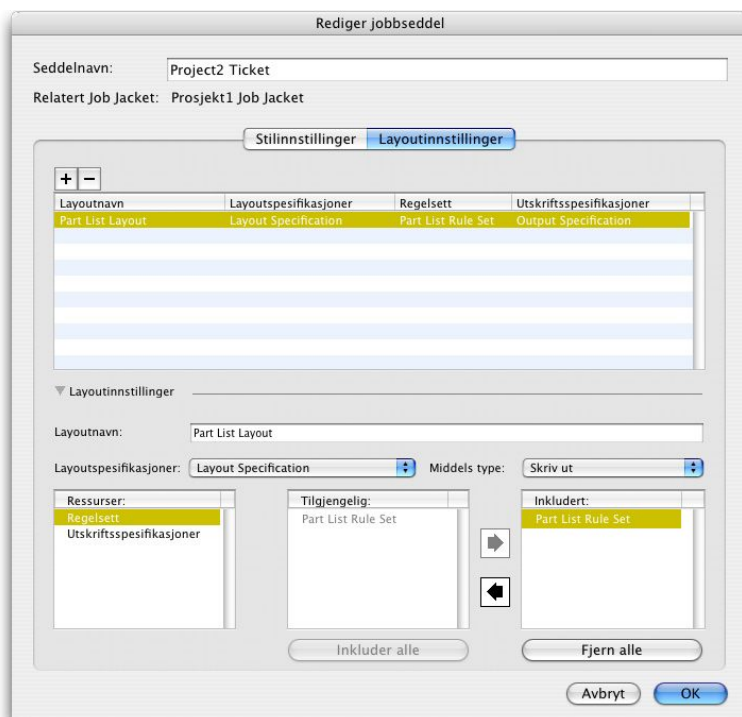 Rediger jobbseddel
Seddelnavn: Project2 Ticket
Relatert Job Jacket: Prosjekt1 Job Jacket
Stilinnstillinger Layoutinnstillinger
+ −
Layoutnavn Layoutspesifikasjoner Regelsett Utskriftsspesifikasjoner
Part List Layout Layout Specification Part List Rule Set Output Specification
Layoutinnstillinger
Layoutnavn: Part List Layout
Layoutspesifikasjoner: Layout Specification Middels type: Skriv ut
Ressurser: Tilgjengelig: Inkludert:
Regelsett Part List Rule Set Part List Rule Set
Utskriftsspesifikasjoner
Inkluder alle Fjern alle
Avbryt OK